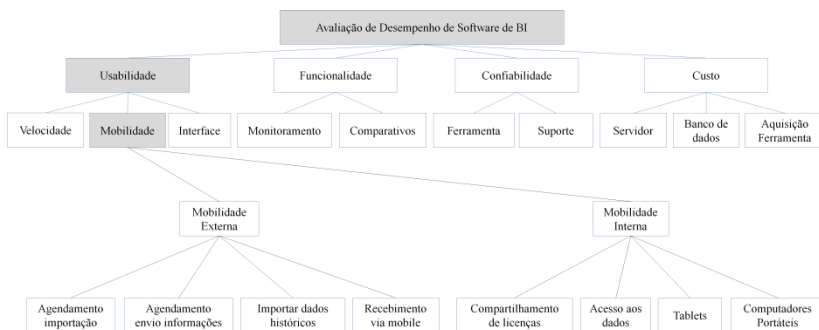 Avaliação de Desempenho de Software de BI
Usabilidade
Funcionalidade
Confiabilidade
Custo
Velocidade
Mobilidade
Interface
Monitoramento
Comparativos
Ferramenta
Suporte
Servidor
Banco de
dados
Aquisição
Ferramenta
Mobilidade
Externa
Mobilidade
Interna
Agendamento
importação
Agendamento
envio informações
Importar dados
históricos
Recebimento
via mobile
Compartilhamento
de licenças
Acesso aos
dados
Tablets
Computadores
Portáteis